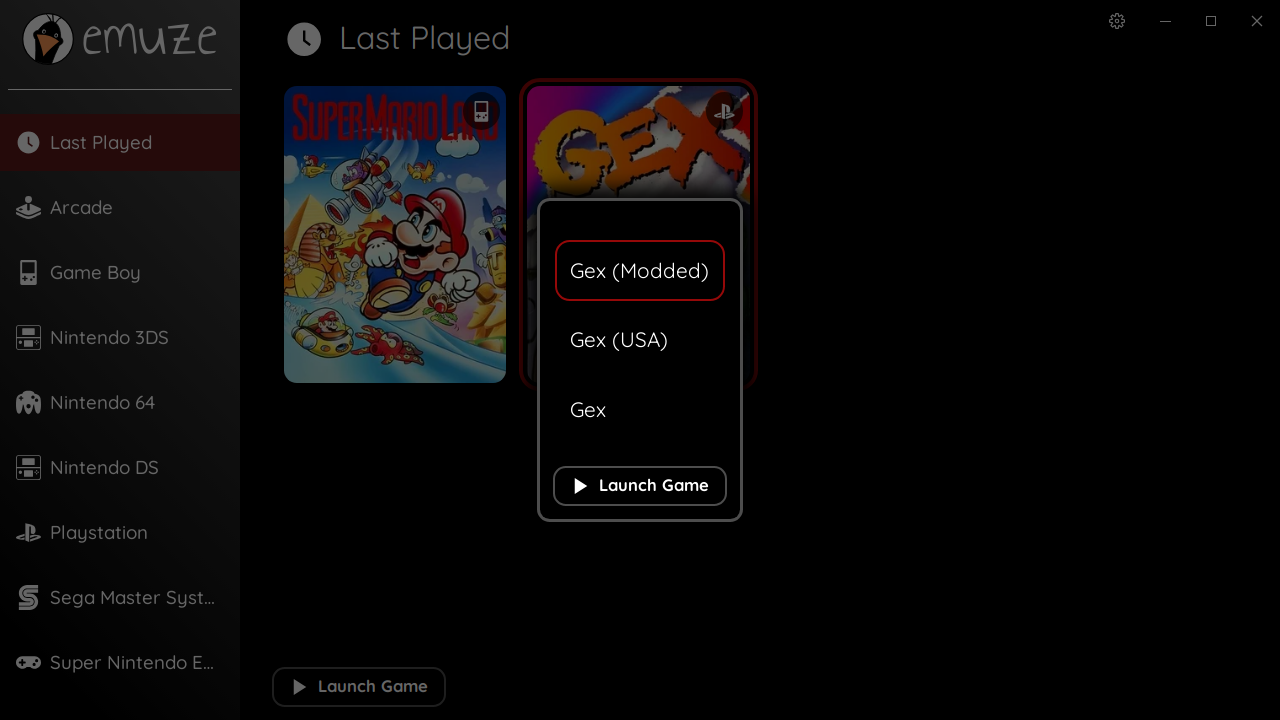 emuze
Last Played
Last Played
Arcade
Game Boy
Nintendo 3DS
Nintendo 64
Nintendo DS
Playstation
Sega Master Syst...
Super Nintendo E...
SUPER MARIO LAND
GEX
Gex (Modded)
Gex (USA)
Gex
Launch Game
Launch Game